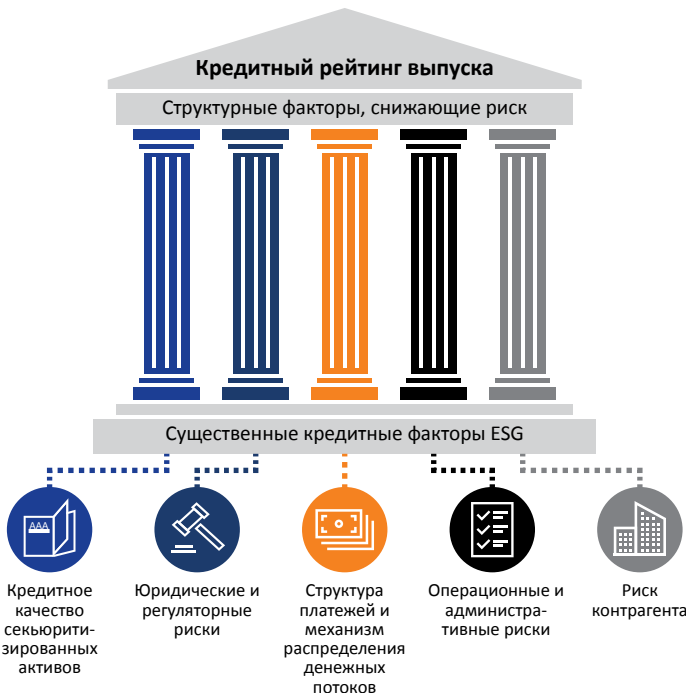 Кредитный рейтинг выпуска
Структурные факторы, снижающие риск
Существенные кредитные факторы ESG
AAA
Кредитное
качество
секьюрити-
зированных
активов
Юридические и
регуляторные
риски
Структура
платежей и
механизм
распределения
денежных
потоков
Операционные и
администра-
тивные риски
Риск
контрагента